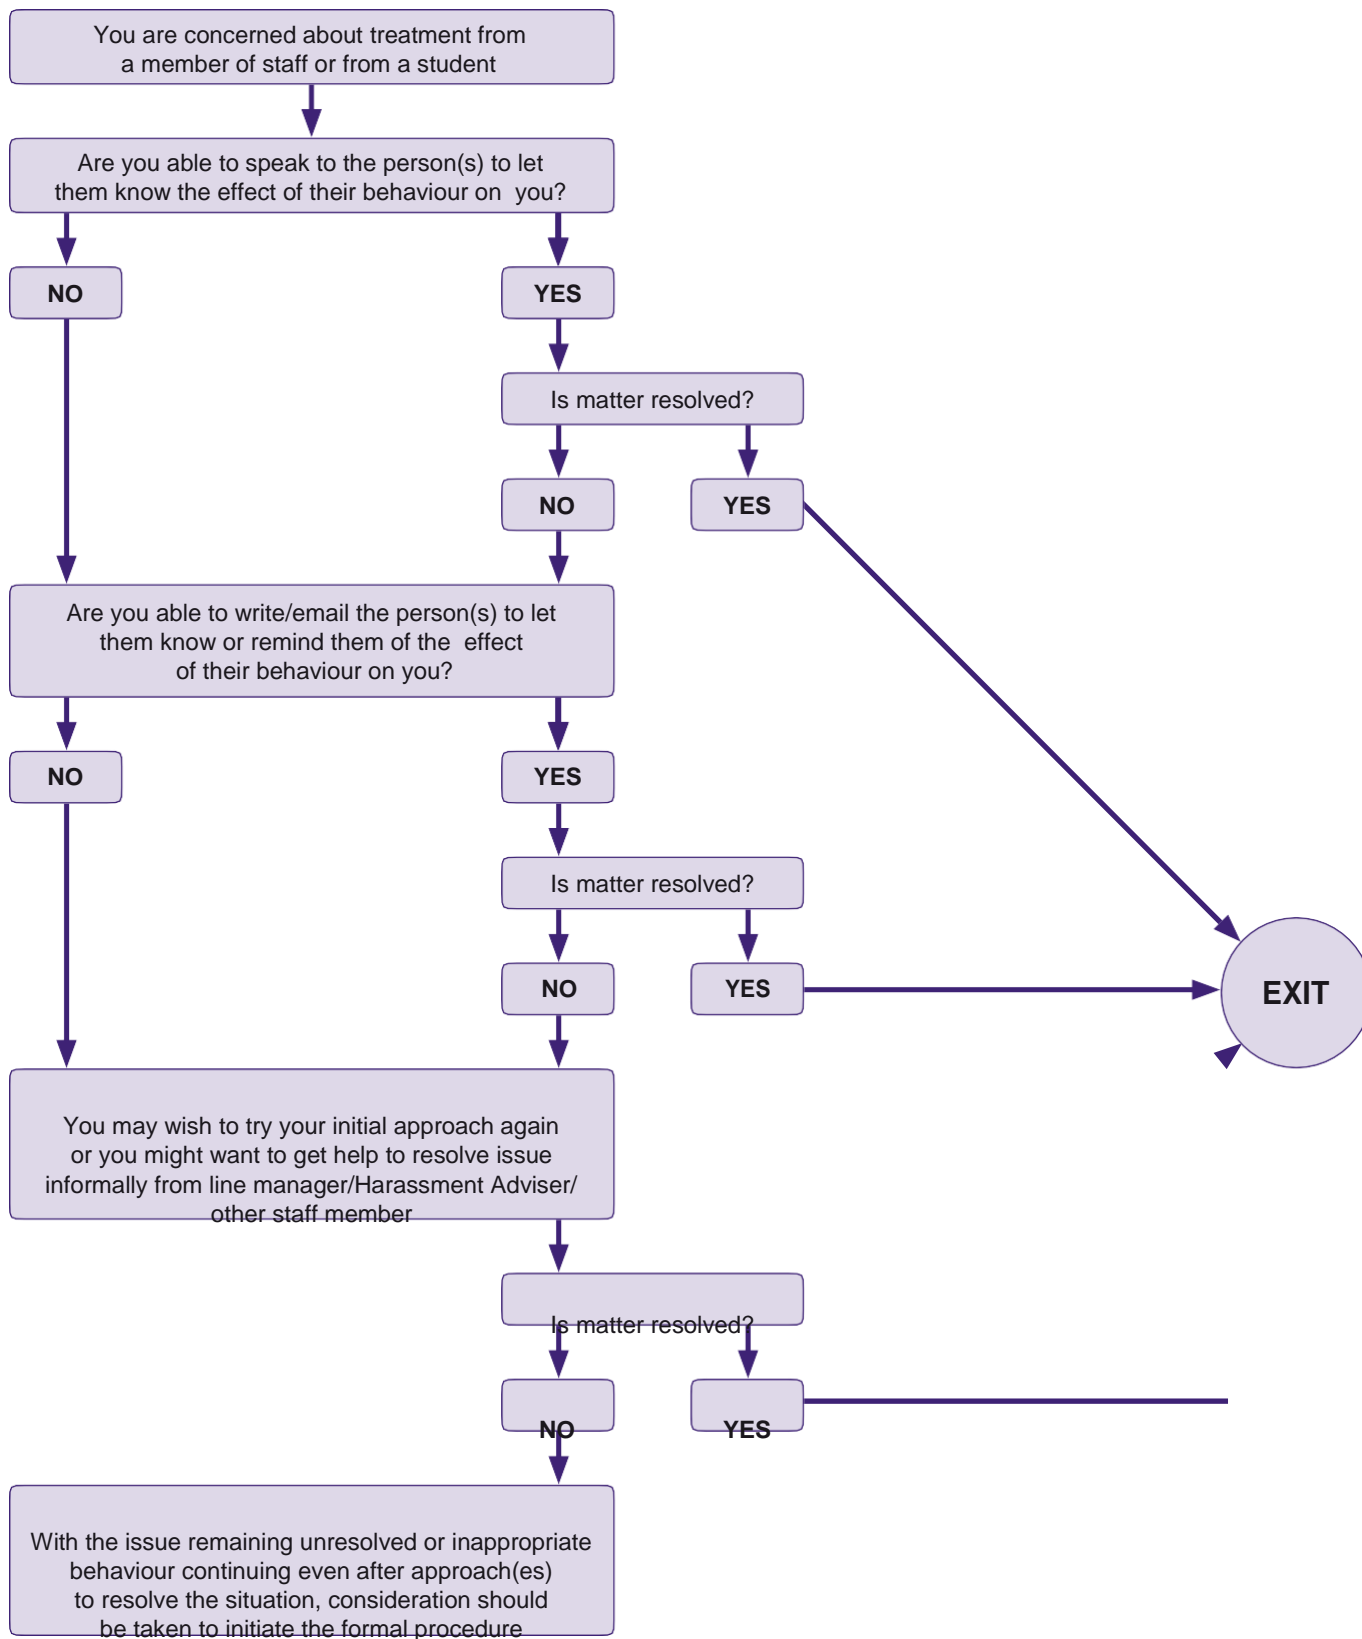 You are concerned about treatment from
a member of staff or from a student
Are you able to speak to the person(s) to let
them know the effect of their behaviour on  you?
NO
YES
Is matter resolved?
NO
YES
Are you able to write/email the person(s) to let
them know or remind them of the  effect
of their behaviour on you?
NO
YES
Is matter resolved?
NO
YES
EXIT
You may wish to try your initial approach again
or you might want to get help to resolve issue
informally from line manager/Harassment Adviser/
other staff member
Is matter resolved?
NO
YES
With the issue remaining unresolved or inappropriate
behaviour continuing even after approach(es)
to resolve the situation, consideration should
be taken to initiate the formal procedure